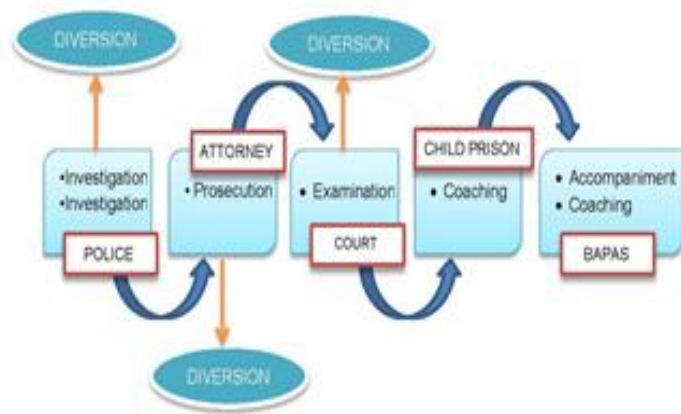 DIVERSION
DIVERSION
•Investigation
•Investigation
POLICE
ATTORNEY
• Prosecution
• Examination
COURT
CHILD PRISON
• Coaching
• Accompaniment
• Coaching
BAPAS
DIVERSION